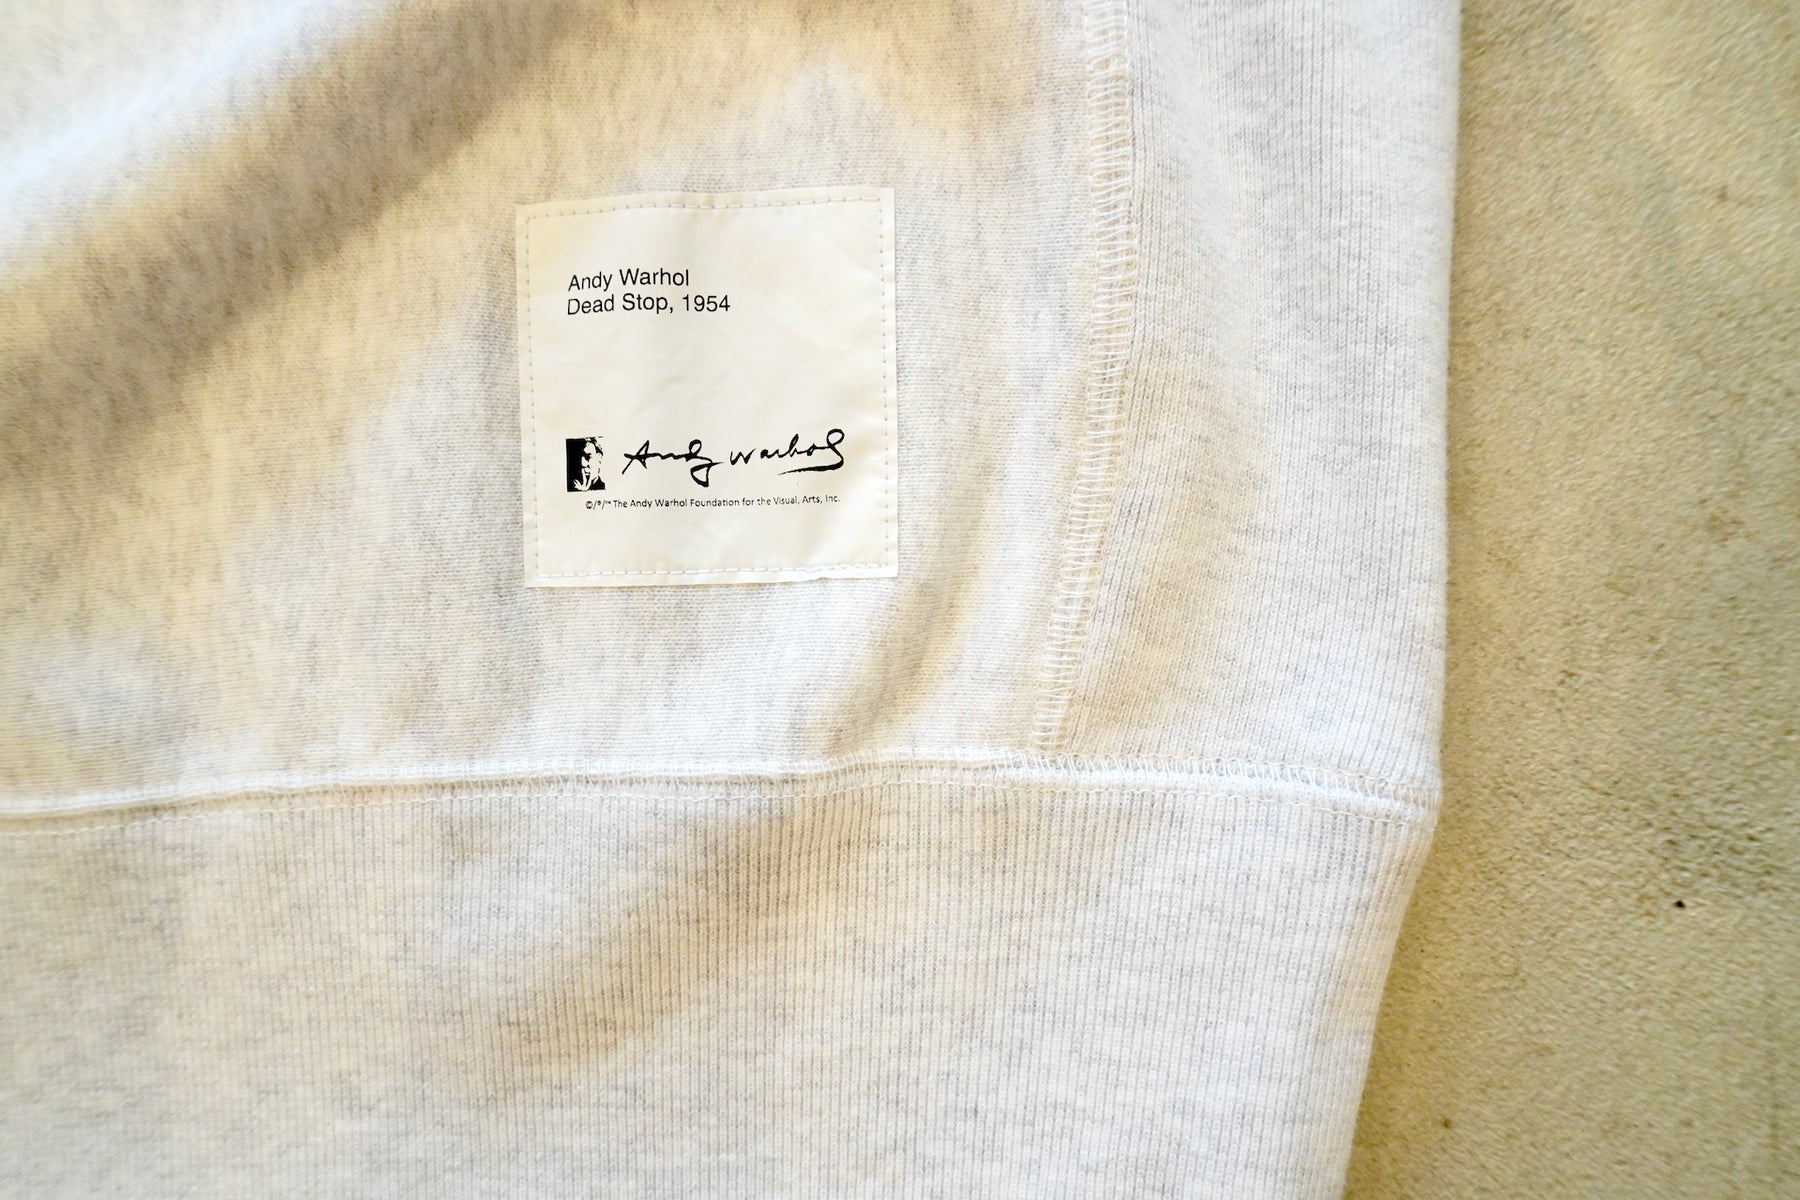 Andy Warhol
Dead Stop, 1954
Andy Warhol
©/®/™ The Andy Warhol Foundation for the Visual, Arts, Inc.